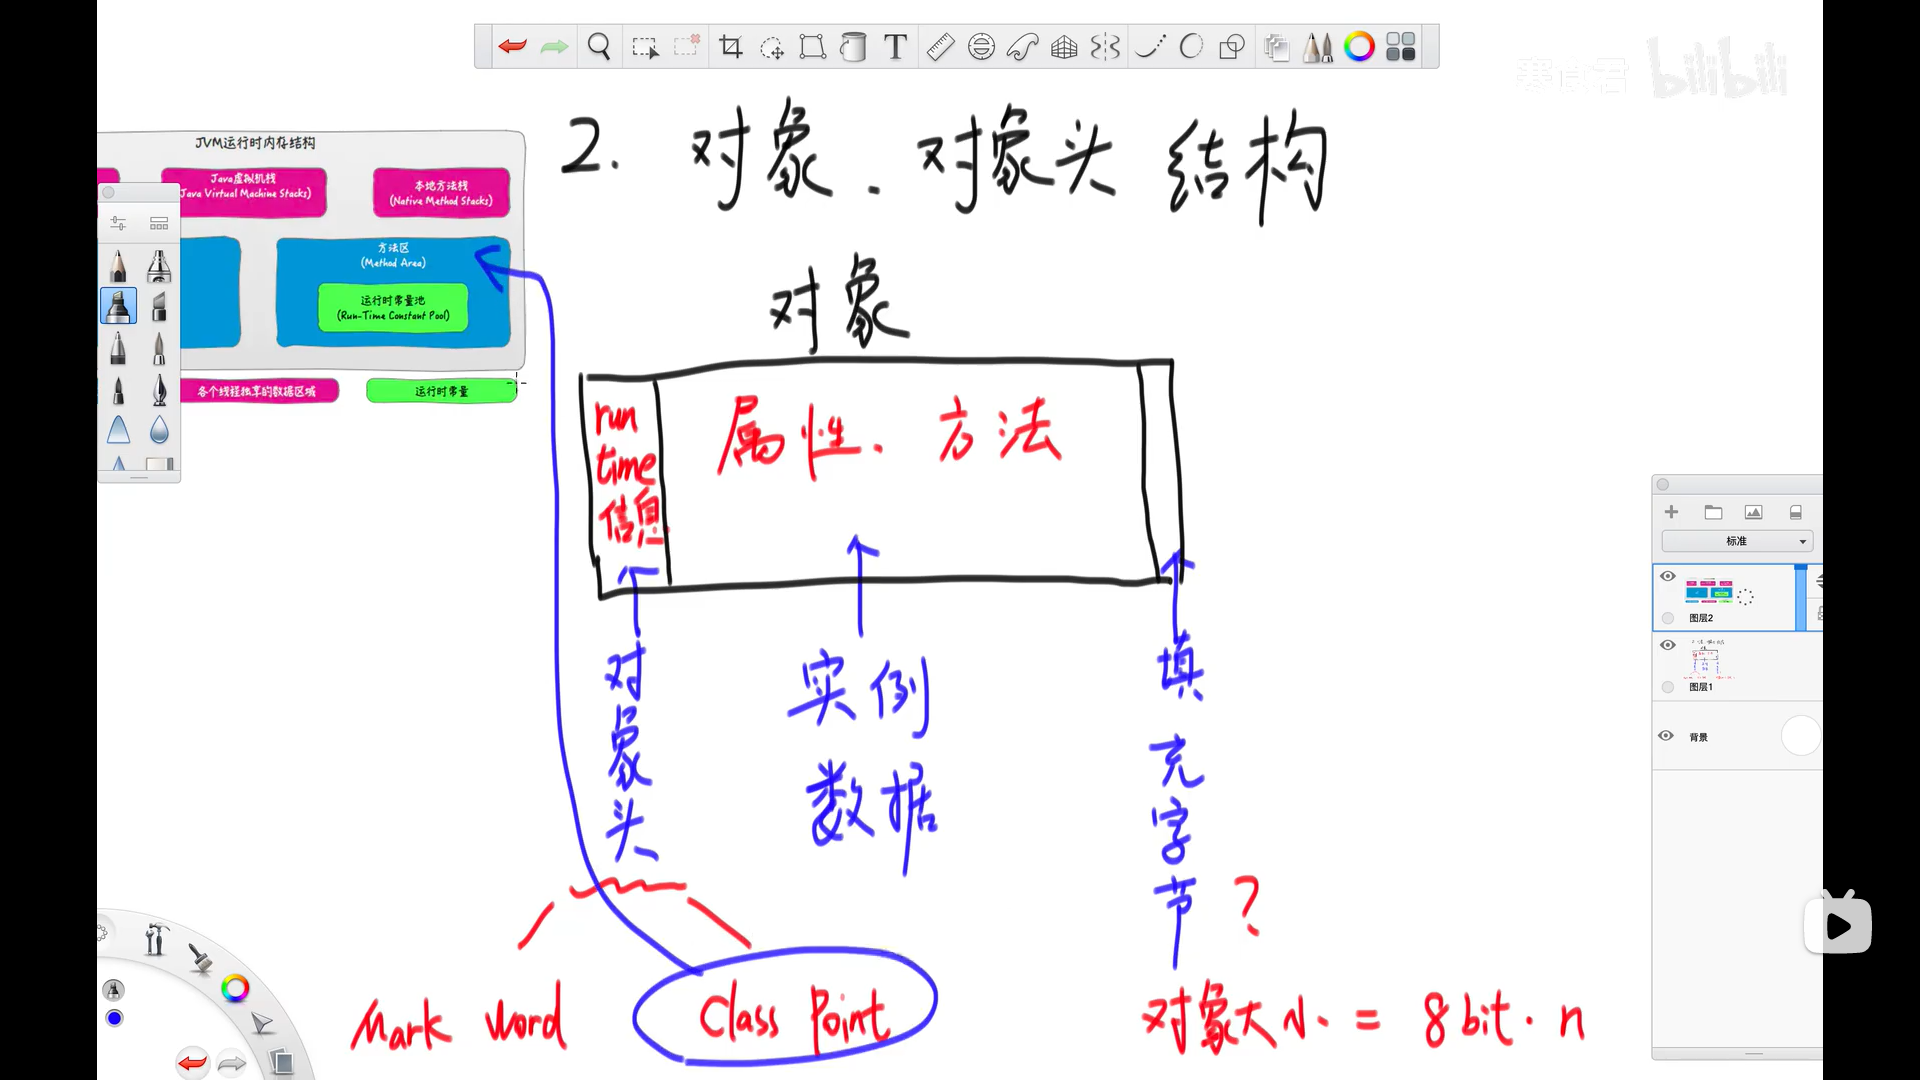 寒食君 bilibili
2. 对象、对象头 结构
JVM运行时内存结构
Java虚拟机栈
Java Virtual Machine Stacks)
本地方法栈
(Native Method Stacks)
方法区
(Method Area)
运行时常量池
(Run-Time Constant Pool)
各个线程独享的数据区域
运行时常量
对象
run
time
信息
属性、方法
对象头
实例
数据
填充字节?
Mark Word
Class Point
对象大小 = 8bit · n
标准
图层2
图层1
背景